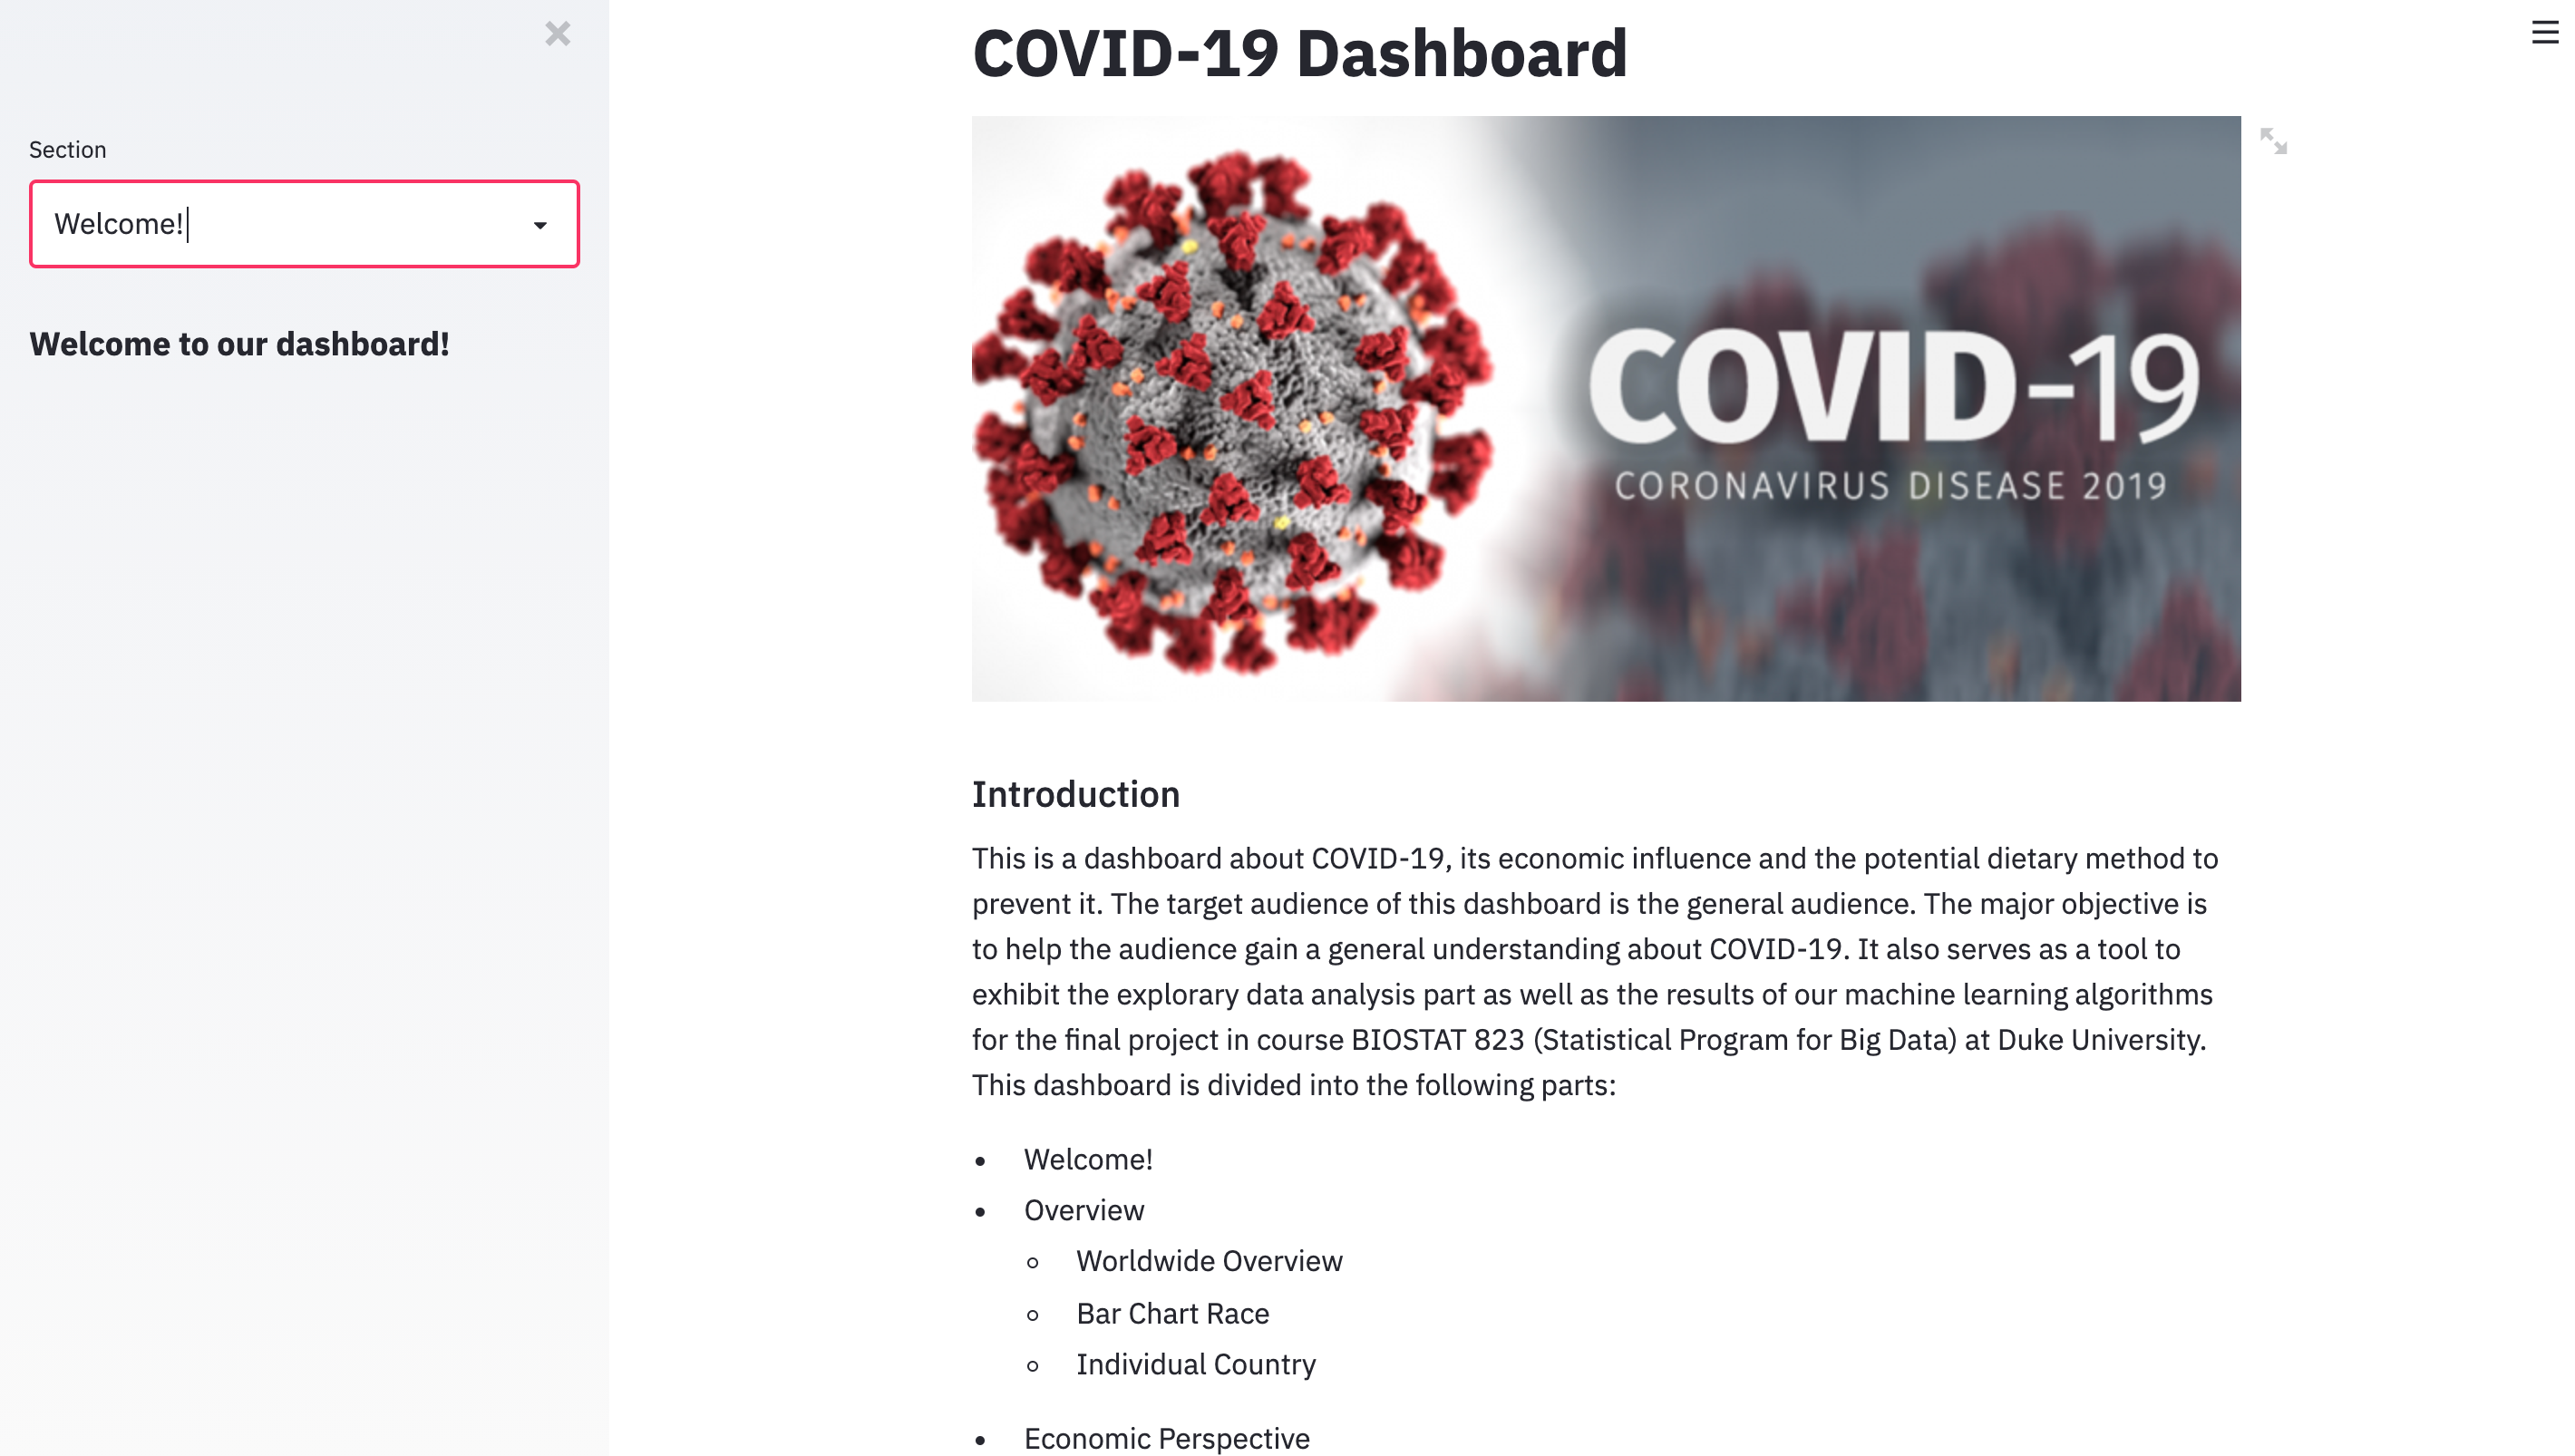 Section
Welcome!
Welcome to our dashboard!
COVID-19 Dashboard
COVID-19
CORONAVIRUS DISEASE 2019
Introduction
This is a dashboard about COVID-19, its economic influence and the potential dietary method to
prevent it. The target audience of this dashboard is the general audience. The major objective is
to help the audience gain a general understanding about COVID-19. It also serves as a tool to
exhibit the explorary data analysis part as well as the results of our machine learning algorithms
for the final project in course BIOSTAT 823 (Statistical Program for Big Data) at Duke University.
This dashboard is divided into the following parts:
Welcome!
Overview
Worldwide Overview
Bar Chart Race
Individual Country
Economic Perspective